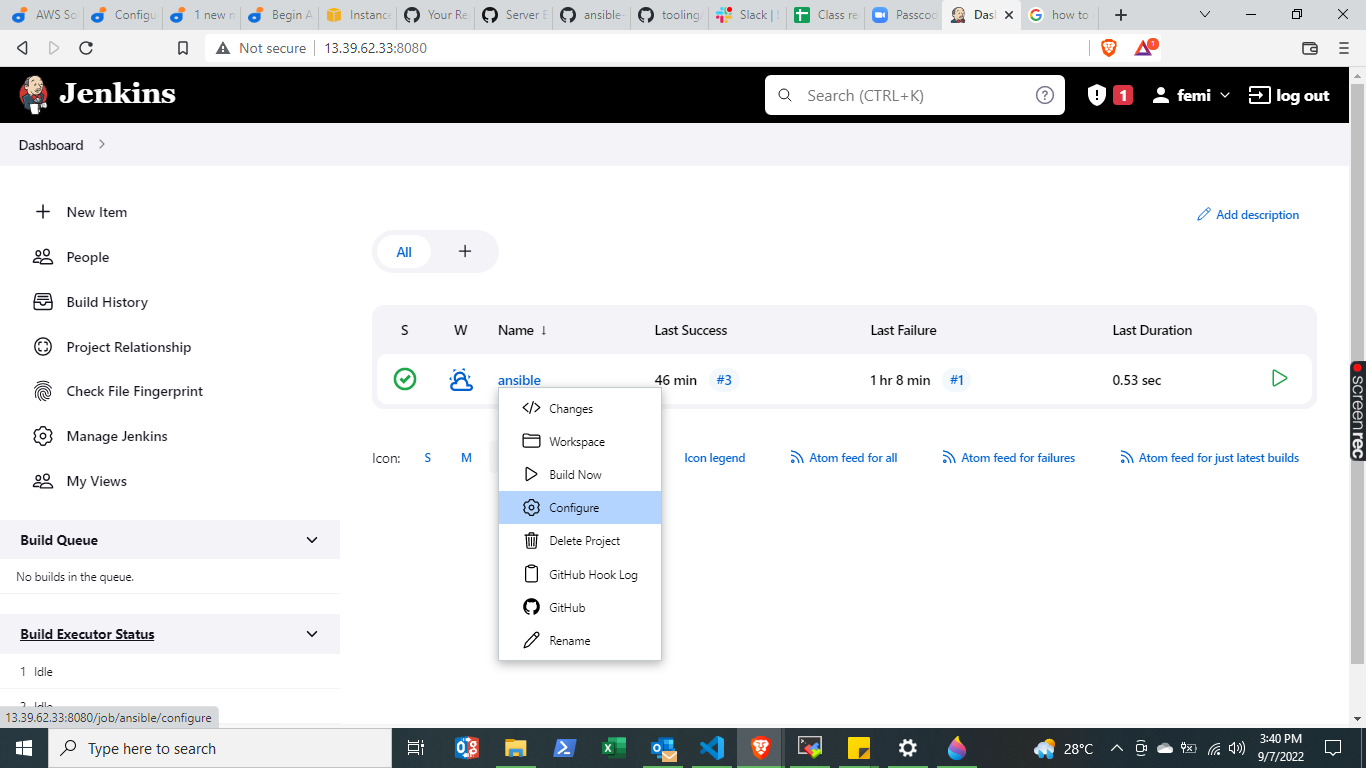 AWS So
Configu
1 new n
Begin A
Instance
Your Re
Server E
ansible-
tooling/
Slack |
Class re
Passcod
Das
how to
Not secure
13.39.62.33:8080
1
Jenkins
Search (CTRL+K)
1
femi
log out
Dashboard
New Item
People
Build History
Project Relationship
Check File Fingerprint
Manage Jenkins
My Views
Add description
All
S W Name ↓ Last Success Last Failure Last Duration
ansible 46 min #3 1 hr 8 min #1 0.53 sec
Changes
Workspace
Build Now
Configure
Delete Project
GitHub Hook Log
GitHub
Rename
Icon: S M
Icon legend
Atom feed for all
Atom feed for failures
Atom feed for just latest builds
Build Queue
No builds in the queue.
Build Executor Status
1 Idle
2 Idle
13.39.62.33:8080/job/ansible/configure
screenrec
Type here to search
28°C
3:40 PM
9/7/2022